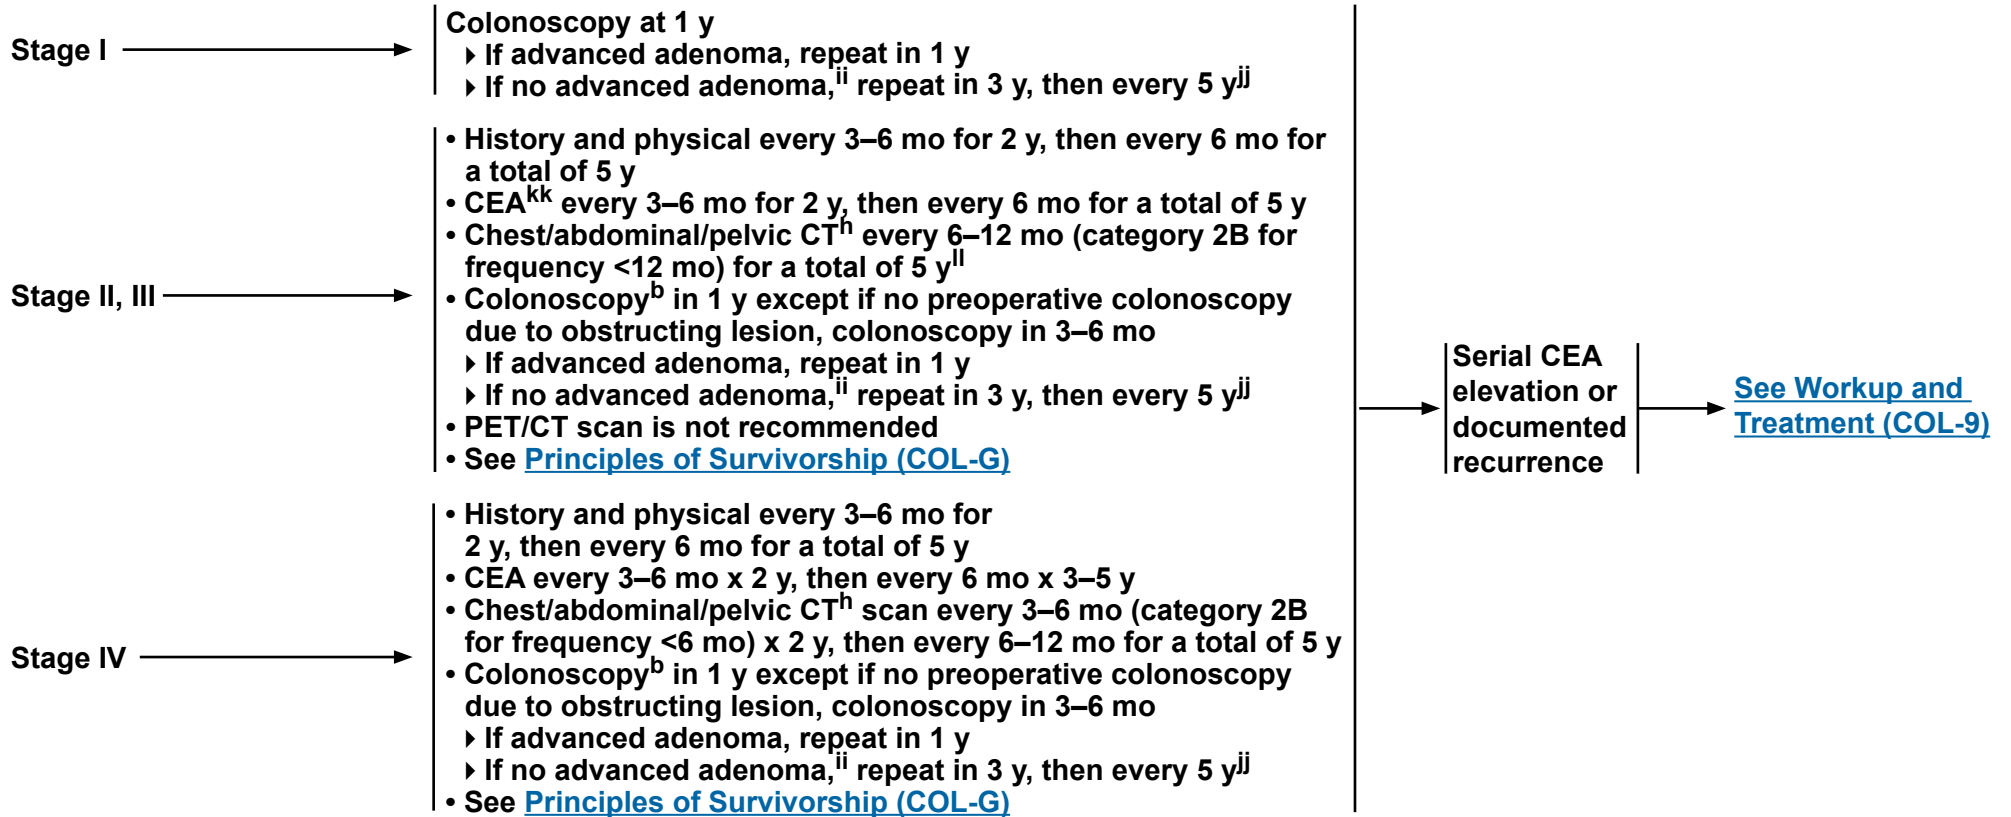 Stage I
Colonoscopy at 1 y
▸ If advanced adenoma, repeat in 1 y
▸ If no advanced adenoma,ii repeat in 3 y, then every 5 yjj
Stage II, III
• History and physical every 3–6 mo for 2 y, then every 6 mo for
a total of 5 y
• CEAkk every 3–6 mo for 2 y, then every 6 mo for a total of 5 y
• Chest/abdominal/pelvic CTh every 6–12 mo (category 2B for
frequency <12 mo) for a total of 5 yll
• Colonoscopyb in 1 y except if no preoperative colonoscopy
due to obstructing lesion, colonoscopy in 3–6 mo
▸ If advanced adenoma, repeat in 1 y
▸ If no advanced adenoma,ii repeat in 3 y, then every 5 yjj
• PET/CT scan is not recommended
• See Principles of Survivorship (COL-G)
Stage IV
• History and physical every 3–6 mo for
2 y, then every 6 mo for a total of 5 y
• CEA every 3–6 mo x 2 y, then every 6 mo x 3–5 y
• Chest/abdominal/pelvic CTh scan every 3–6 mo (category 2B
for frequency <6 mo) x 2 y, then every 6–12 mo for a total of 5 y
• Colonoscopyb in 1 y except if no preoperative colonoscopy
due to obstructing lesion, colonoscopy in 3–6 mo
▸ If advanced adenoma, repeat in 1 y
▸ If no advanced adenoma,ii repeat in 3 y, then every 5 yjj
• See Principles of Survivorship (COL-G)
Serial CEA
elevation or
documented
recurrence
See Workup and
Treatment (COL-9)